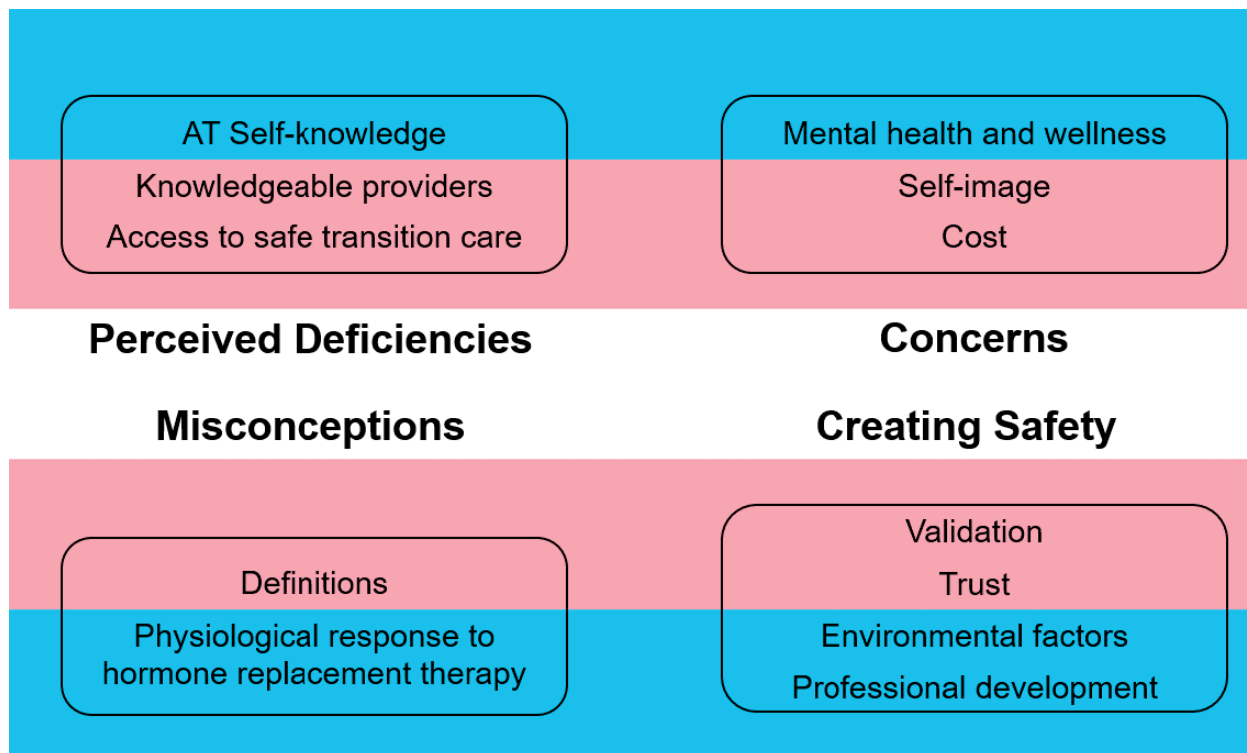 AT Self-knowledge
Knowledgeable providers
Access to safe transition care
Perceived Deficiencies
Mental health and wellness
Self-image
Cost
Concerns
Misconceptions
Definitions
Physiological response to
hormone replacement therapy
Creating Safety
Validation
Trust
Environmental factors
Professional development